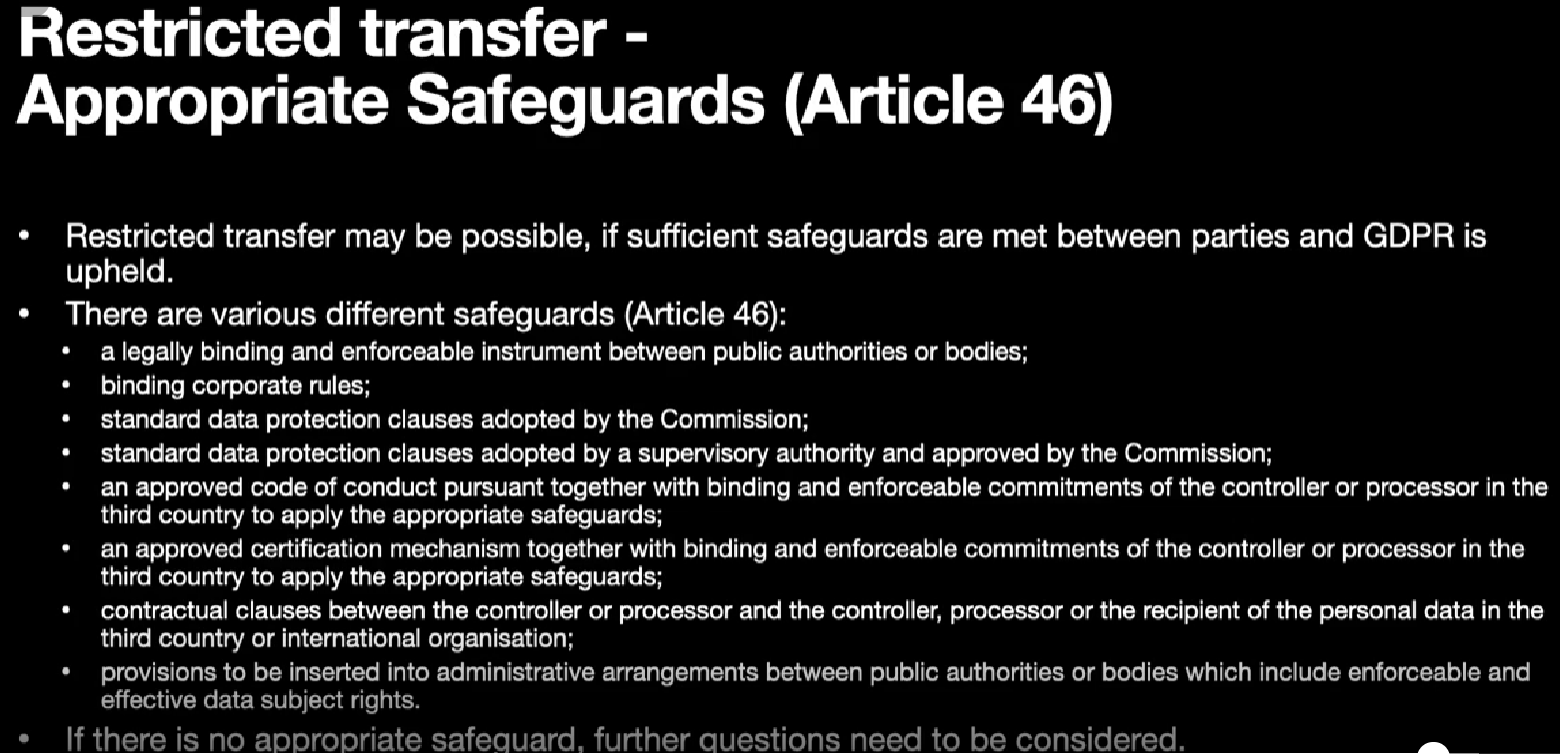 Restricted transfer -
Appropriate Safeguards (Article 46)
• Restricted transfer may be possible, if sufficient safeguards are met between parties and GDPR is
upheld.
• There are various different safeguards (Article 46):
• a legally binding and enforceable instrument between public authorities or bodies;
• binding corporate rules;
• standard data protection clauses adopted by the Commission;
• standard data protection clauses adopted by a supervisory authority and approved by the Commission;
• an approved code of conduct pursuant together with binding and enforceable commitments of the controller or processor in the
third country to apply the appropriate safeguards;
• an approved certification mechanism together with binding and enforceable commitments of the controller or processor in the
third country to apply the appropriate safeguards;
• contractual clauses between the controller or processor and the controller, processor or the recipient of the personal data in the
third country or international organisation;
• provisions to be inserted into administrative arrangements between public authorities or bodies which include enforceable and
effective data subject rights.
• If there is no appropriate safeguard, further questions need to be considered.